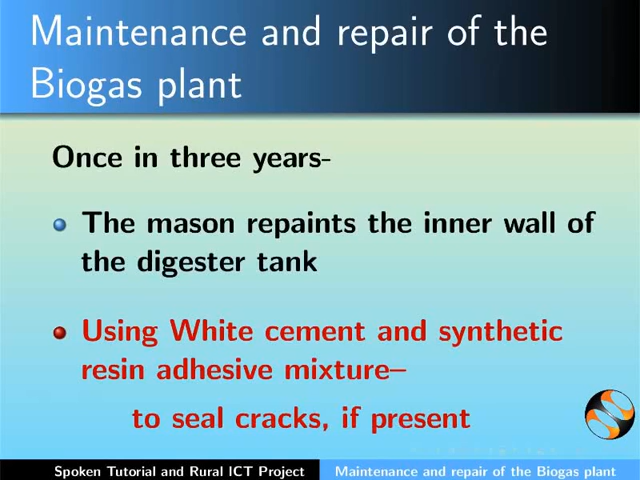 Maintenance and repair of the
Biogas plant
Once in three years-
The mason repaints the inner wall of
the digester tank
Using White cement and synthetic
resin adhesive mixture–
to seal cracks, if present
Spoken Tutorial and Rural ICT Project
Maintenance and repair of the Biogas plant